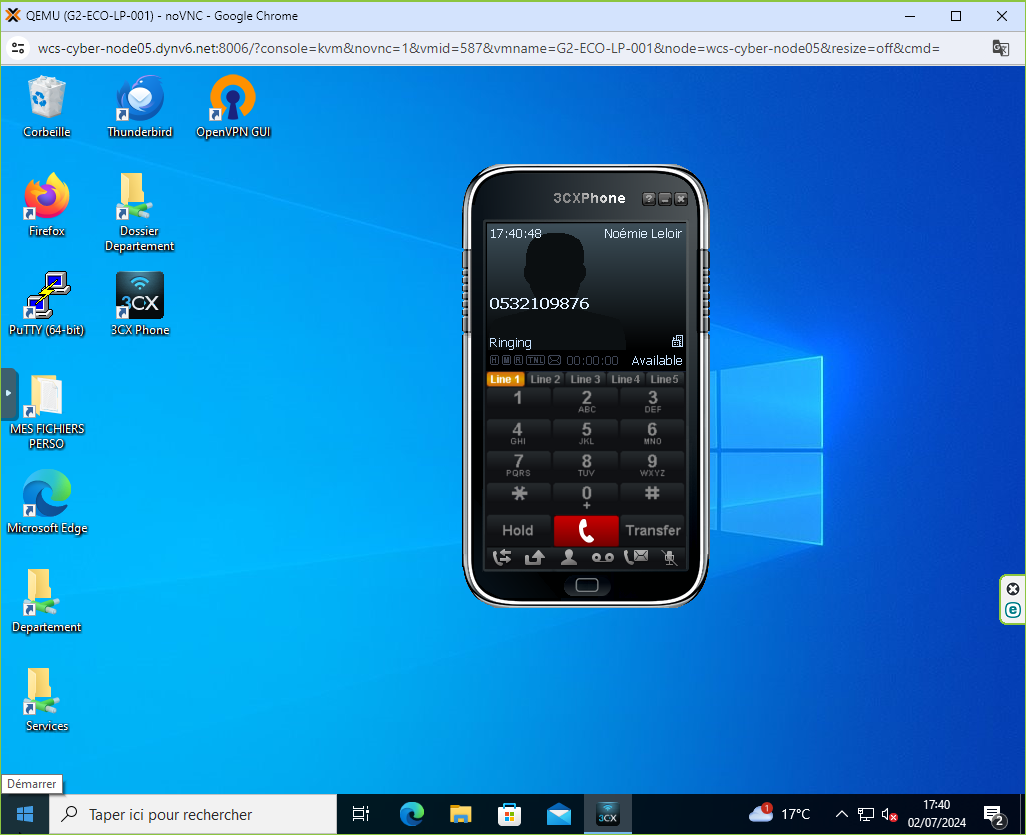 QEMU (G2-ECO-LP-001) - noVNC - Google Chrome
wcs-cyber-node05.dynv6.net:8006/?console=kvm&novnc=1&vmid=587&vmname=G2-ECO-LP-001&node=wcs-cyber-node05&resize=off&cmd=
Corbeille
Thunderbird
OpenVPN GUI
Firefox
Dossier
Departement
PuTTY (64-bit)
3CX
3CX Phone
MES FICHIERS
PERSO
Microsoft Edge
Departement
Services
3CXPhone
?
17:40:48 Noémie Leloir
0532109876
Ringing
H M R TNL 00:00:00 Available
Line 1 Line 2 Line 3 Line 4 Line 5
1 2 3
ABC DEF
4 5 6
GHI JKL MNO
7 8 9
PQRS TUV WXYZ
* 0 #
+
Hold Transfer
e
Démarrer
Taper ici pour rechercher
3CX
1
17°C
17:40
02/07/2024
2